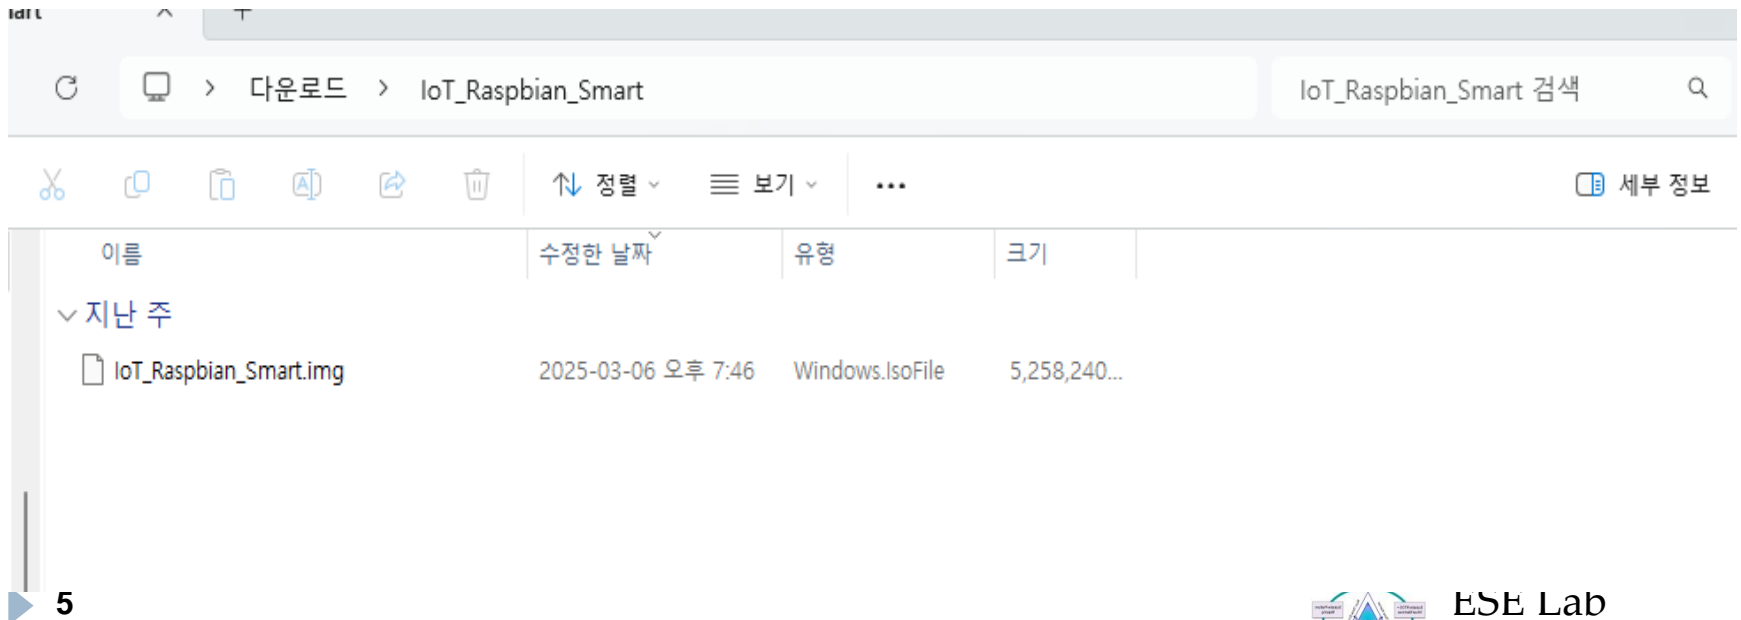 다운로드 > IoT_Raspbian_Smart
IoT_Raspbian_Smart 검색
정렬 보기 ... 세부 정보
이름 수정한 날짜 유형 크기
지난 주
IoT_Raspbian_Smart.img 2025-03-06 오후 7:46 Windows.IsoFile 5,258,240...
5
ESE Lab